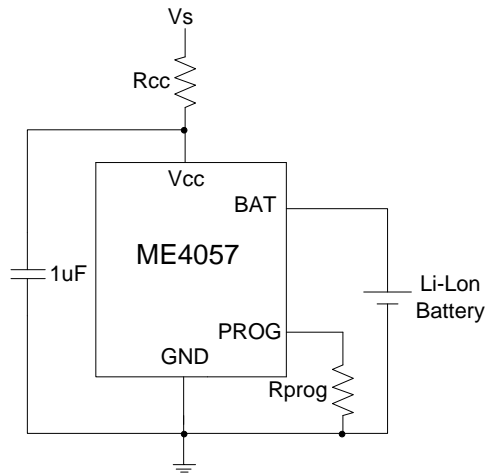 Vs
Rcc
Vcc
BAT
ME4057
1uF
Li-Lon
Battery
PROG
GND
Rprog